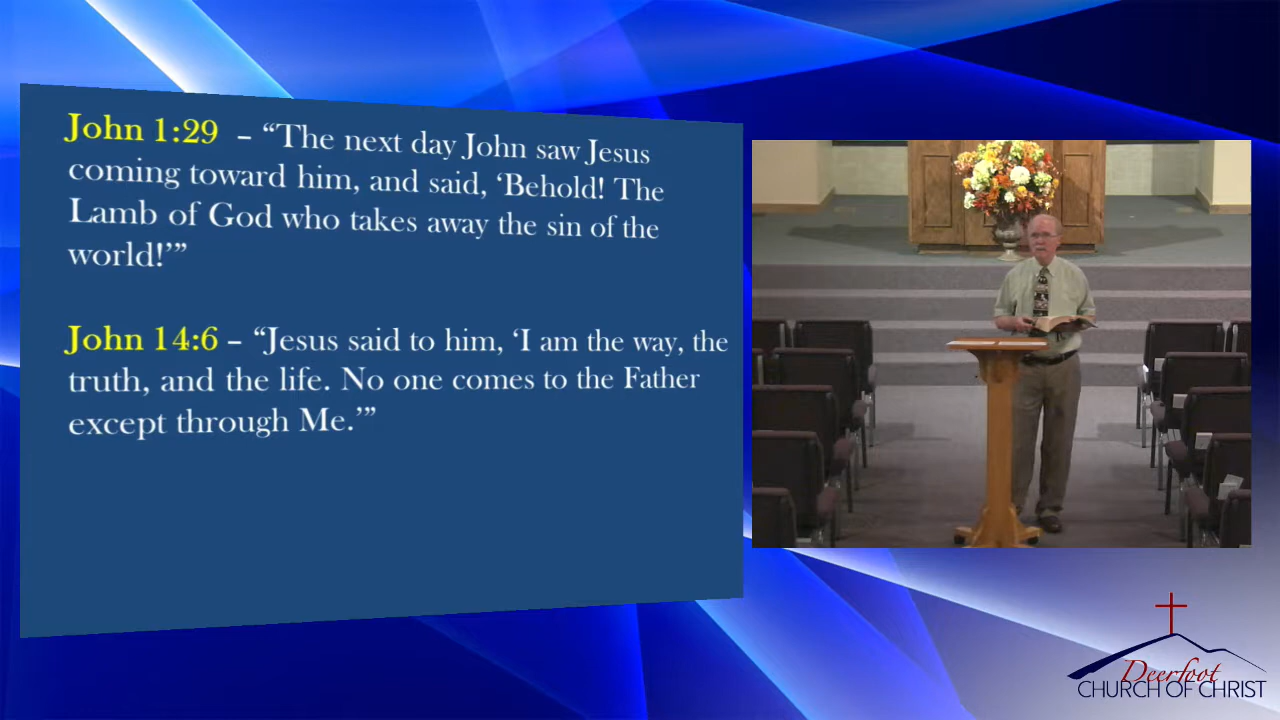 John 1:29 – “The next day John saw Jesus
coming toward him, and said, ‘Behold! The
Lamb of God who takes away the sin of the
world!’”
John 14:6 – “Jesus said to him, ‘I am the way, the
truth, and the life. No one comes to the Father
except through Me.’”
Deerfoot
CHURCH OF CHRIST